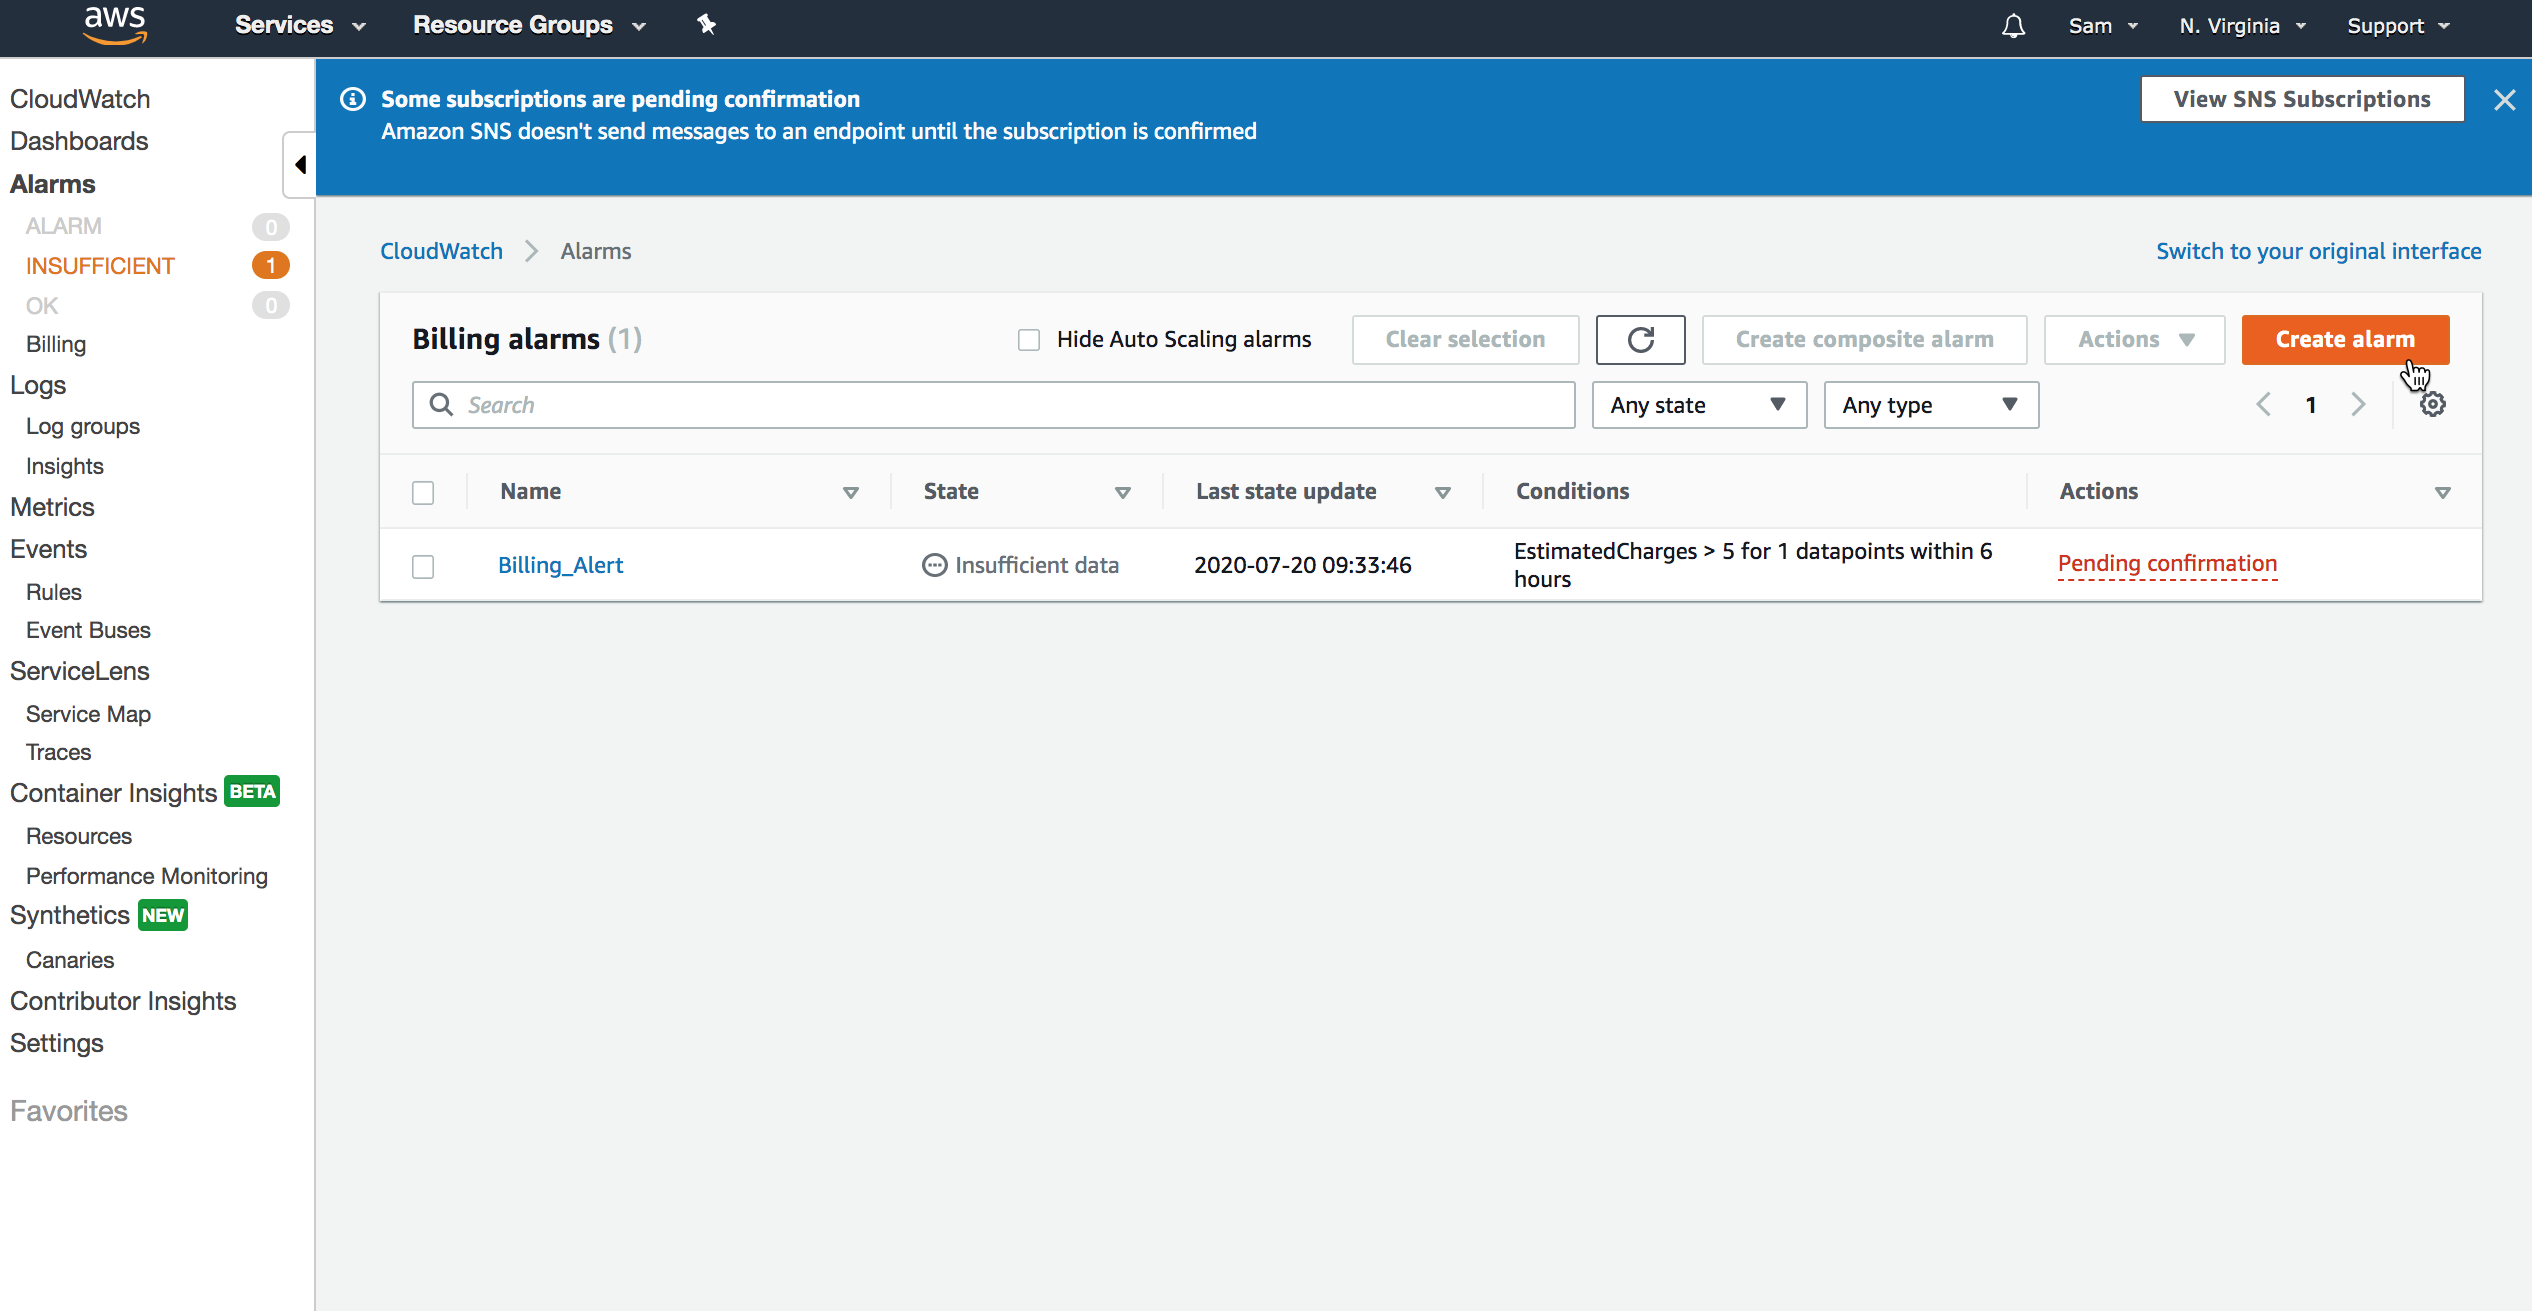 aws
Services
Resource Groups
Sam
N. Virginia
Support
CloudWatch
Dashboards
Alarms
ALARM 0
INSUFFICIENT 1
OK 0
Billing
Logs
Log groups
Insights
Metrics
Events
Rules
Event Buses
ServiceLens
Service Map
Traces
Container Insights BETA
Resources
Performance Monitoring
Synthetics NEW
Canaries
Contributor Insights
Settings
Favorites
Some subscriptions are pending confirmation
Amazon SNS doesn't send messages to an endpoint until the subscription is confirmed
View SNS Subscriptions
CloudWatch
Alarms
Switch to your original interface
Billing alarms (1)
Hide Auto Scaling alarms
Clear selection
Create composite alarm
Actions
Create alarm
Search
Any state
Any type
1
Name
State
Last state update
Conditions
Actions
Billing_Alert
Insufficient data
2020-07-20 09:33:46
EstimatedCharges > 5 for 1 datapoints within 6
hours
Pending confirmation